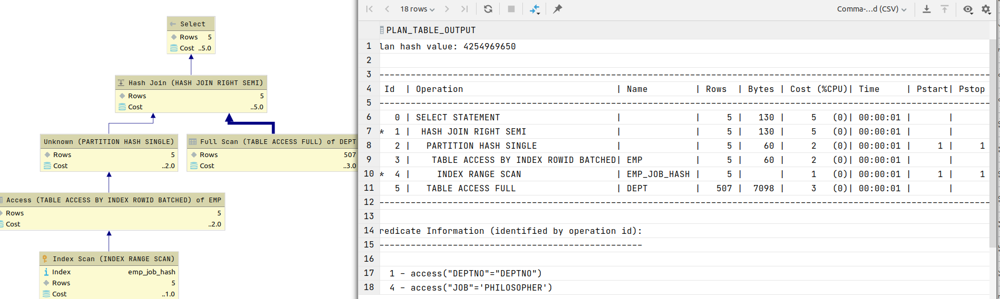 Select
Rows 5
Cost ..5.0
Hash Join (HASH JOIN RIGHT SEMI)
Rows 5
Cost ..5.0
Unknown (PARTITION HASH SINGLE)
Rows 5
Cost ..2.0
Full Scan (TABLE ACCESS FULL) of DEPT
Rows 507
Cost ..3.0
Access (TABLE ACCESS BY INDEX ROWID BATCHED) of EMP
Rows 5
Cost ..2.0
Index Scan (INDEX RANGE SCAN)
Index emp_job_hash
Rows 5
Cost ..1.0
18 rows
Comma-...d (CSV)
PLAN_TABLE_OUTPUT
1 lan hash value: 4254969650
2
3 --------------------------------------------------------------------------------------------------------------------
4 Id | Operation | Name | Rows | Bytes | Cost (%CPU)| Time | Pstart| Pstop
5 --------------------------------------------------------------------------------------------------------------------
6 0 | SELECT STATEMENT | | 5 | 130 | 5 (0)| 00:00:01 | |
7 * 1 | HASH JOIN RIGHT SEMI | | 5 | 130 | 5 (0)| 00:00:01 | |
8 2 | PARTITION HASH SINGLE | | 5 | 60 | 2 (0)| 00:00:01 | 1 | 1
9 3 | TABLE ACCESS BY INDEX ROWID BATCHED| EMP | 5 | 60 | 2 (0)| 00:00:01 | |
10 * 4 | INDEX RANGE SCAN | EMP_JOB_HASH | 5 | | 1 (0)| 00:00:01 | 1 | 1
11 5 | TABLE ACCESS FULL | DEPT | 507 | 7098 | 3 (0)| 00:00:01 | |
12 --------------------------------------------------------------------------------------------------------------------
13
14 redicate Information (identified by operation id):
15 --------------------------------------------------
16
17 1 - access("DEPTNO"="DEPTNO")
18 4 - access("JOB"='PHILOSOPHER')